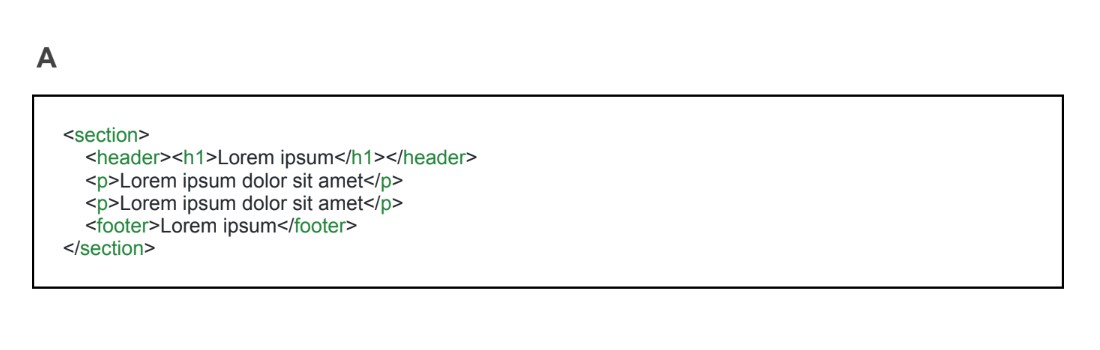 A
<section>
<header><h1>Lorem ipsum</h1></header>
<p>Lorem ipsum dolor sit amet</p>
<p>Lorem ipsum dolor sit amet</p>
<footer>Lorem ipsum</footer>
</section>